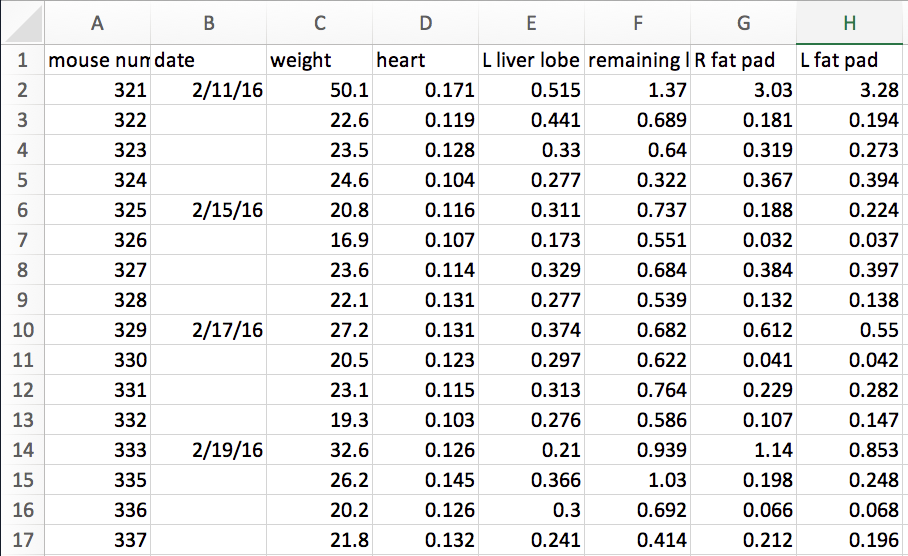 A B C D E F G H
1 mouse num date weight heart L liver lobe remaining l R fat pad L fat pad
2 321 2/11/16 50.1 0.171 0.515 1.37 3.03 3.28
3 322 22.6 0.119 0.441 0.689 0.181 0.194
4 323 23.5 0.128 0.33 0.64 0.319 0.273
5 324 24.6 0.104 0.277 0.322 0.367 0.394
6 325 2/15/16 20.8 0.116 0.311 0.737 0.188 0.224
7 326 16.9 0.107 0.173 0.551 0.032 0.037
8 327 23.6 0.114 0.329 0.684 0.384 0.397
9 328 22.1 0.131 0.277 0.539 0.132 0.138
10 329 2/17/16 27.2 0.131 0.374 0.682 0.612 0.55
11 330 20.5 0.123 0.297 0.622 0.041 0.042
12 331 23.1 0.115 0.313 0.764 0.229 0.282
13 332 19.3 0.103 0.276 0.586 0.107 0.147
14 333 2/19/16 32.6 0.126 0.21 0.939 1.14 0.853
15 335 26.2 0.145 0.366 1.03 0.198 0.248
16 336 20.2 0.126 0.3 0.692 0.066 0.068
17 337 21.8 0.132 0.241 0.414 0.212 0.196